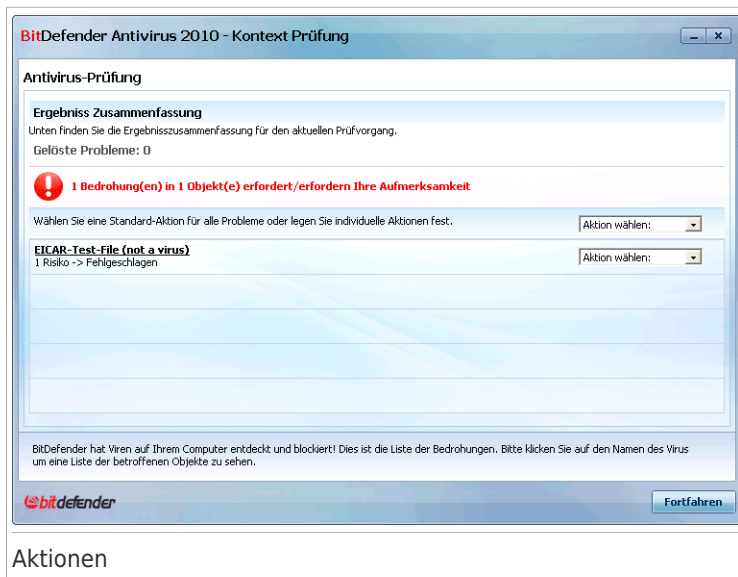 BitDefender Antivirus 2010 - Kontext Prüfung
Antivirus-Prüfung
Ergebniss Zusammenfassung
Unten finden Sie die Ergebnisszusammenfassung für den aktuellen Prüfvorgang.
Gelöste Probleme: 0
1 Bedrohung(en) in 1 Objekt(e) erfordert/erfordern Ihre Aufmerksamkeit
Wählen Sie eine Standard-Aktion für alle Probleme oder legen Sie individuelle Aktionen fest.
Aktion wählen:
EICAR-Test-File (not a virus)
1 Risiko -> Fehlgeschlagen
Aktion wählen:
BitDefender hat Viren auf Ihrem Computer entdeckt und blockiert! Dies ist die Liste der Bedrohungen. Bitte klicken Sie auf den Namen des Virus
um eine Liste der betroffenen Objekte zu sehen.
bitdefender
Fortfahren
Aktionen